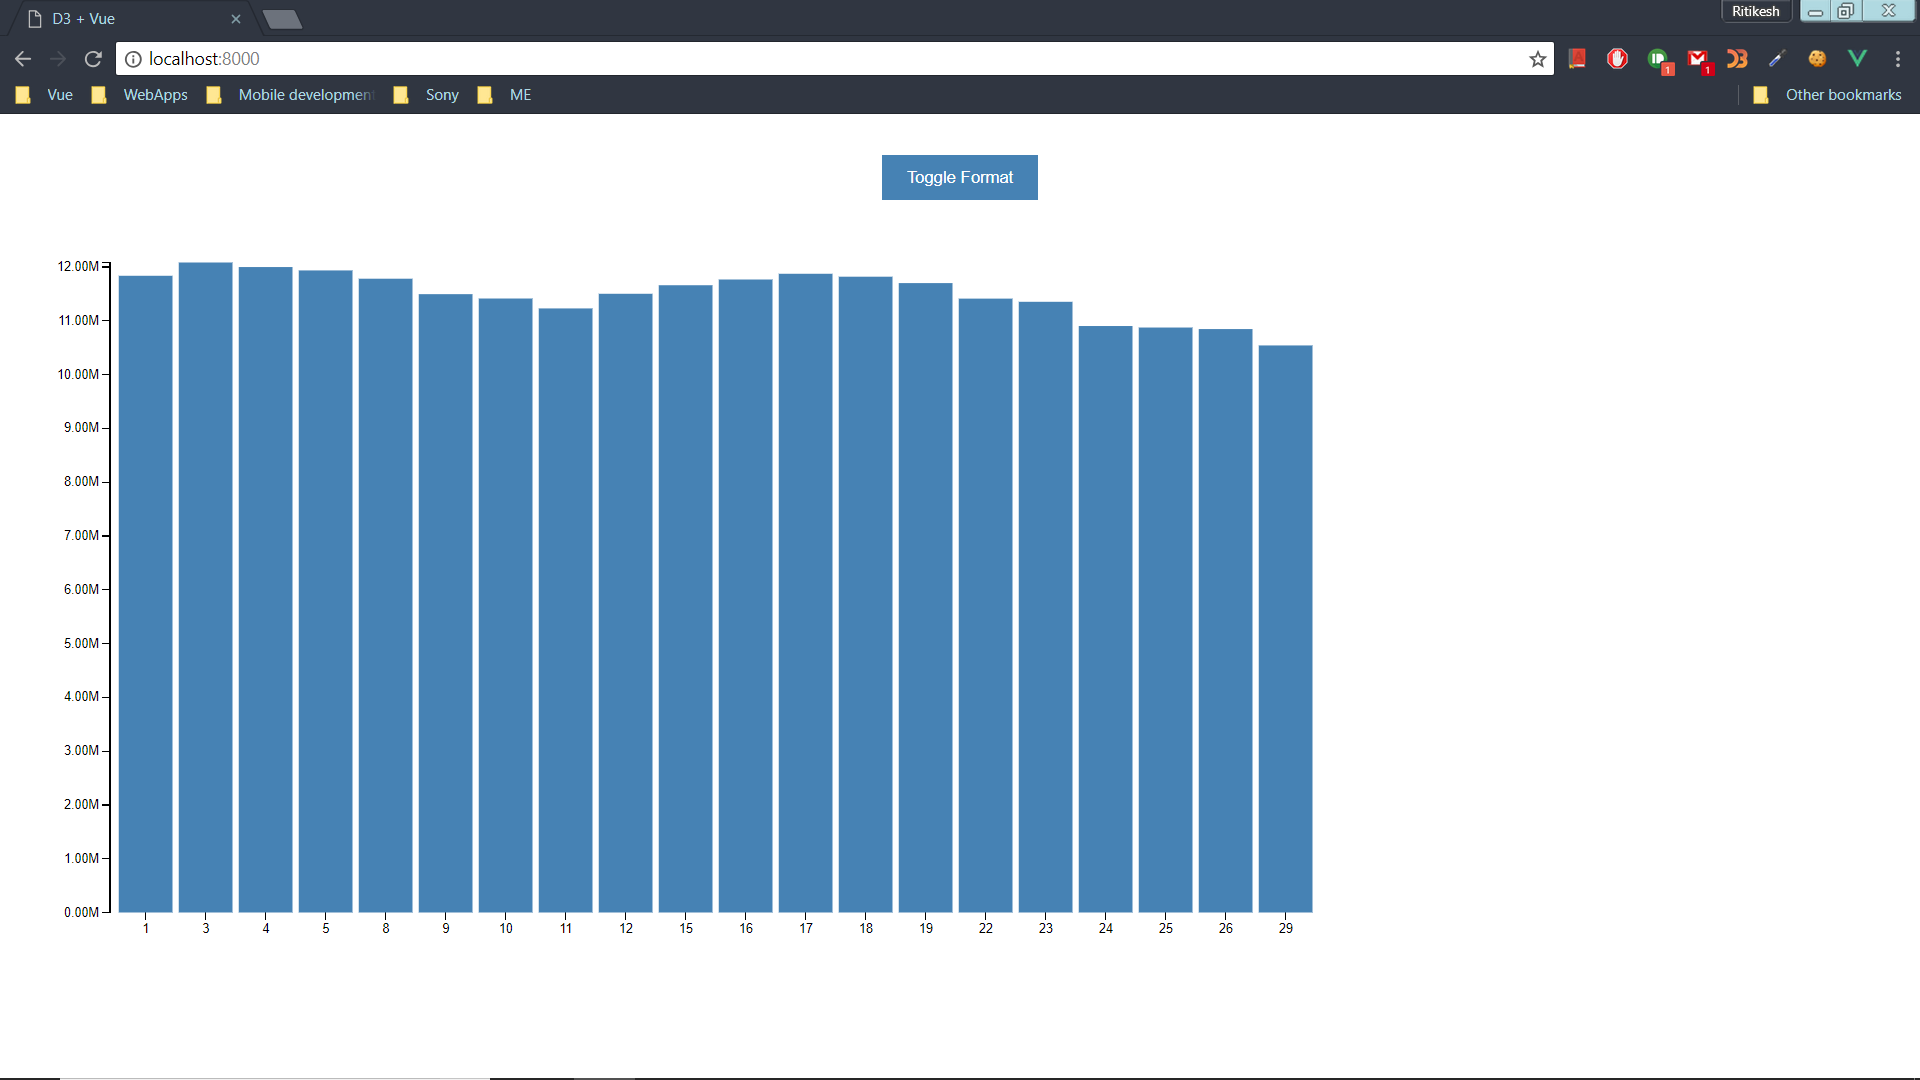 D3 + Vue
Ritikesh
localhost:8000
1 1
Vue WebApps Mobile developmen Sony ME Other bookmarks
Toggle Format
12.00M
11.00M
10.00M
9.00M
8.00M
7.00M
6.00M
5.00M
4.00M
3.00M
2.00M
1.00M
0.00M
1 3 4 5 8 9 10 11 12 15 16 17 18 19 22 23 24 25 26 29